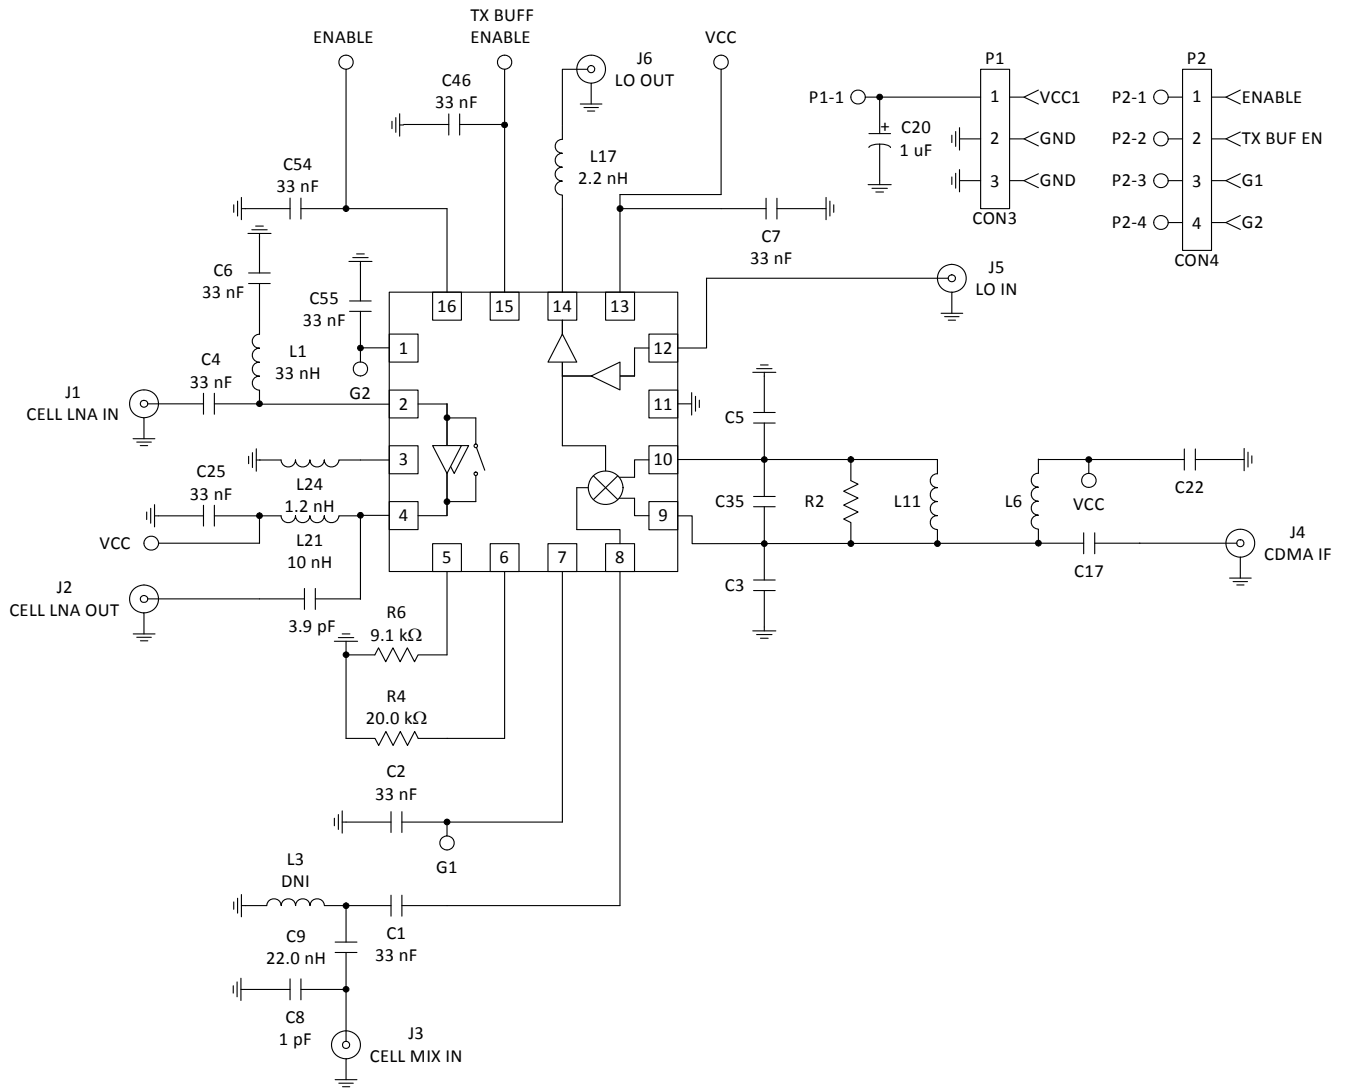 TX BUFF
ENABLE
ENABLE
VCC
J6
LO OUT
C46
33 nF
P1
P2
P1-1
1
VCC1
C20
1 uF
+
2
GND
3
GND
CON3
P2-1
1
ENABLE
P2-2
2
TX BUF EN
P2-3
3
G1
P2-4
4
G2
CON4
L17
2.2 nH
C54
33 nF
C7
33 nF
C6
33 nF
C55
33 nF
J5
LO IN
16
15
14
13
1
12
G2
L1
33 nH
C4
33 nF
J1
CELL LNA IN
2
11
C5
3
10
L24
1.2 nH
C25
33 nF
C35
R2
L11
L6
VCC
C22
4
9
VCC
L21
10 nH
J4
CDMA IF
C17
C3
5
6
7
8
J2
CELL LNA OUT
3.9 pF
R6
9.1 kΩ
R4
20.0 kΩ
C2
33 nF
G1
L3
DNI
C1
33 nF
C9
22.0 nH
C8
1 pF
J3
CELL MIX IN